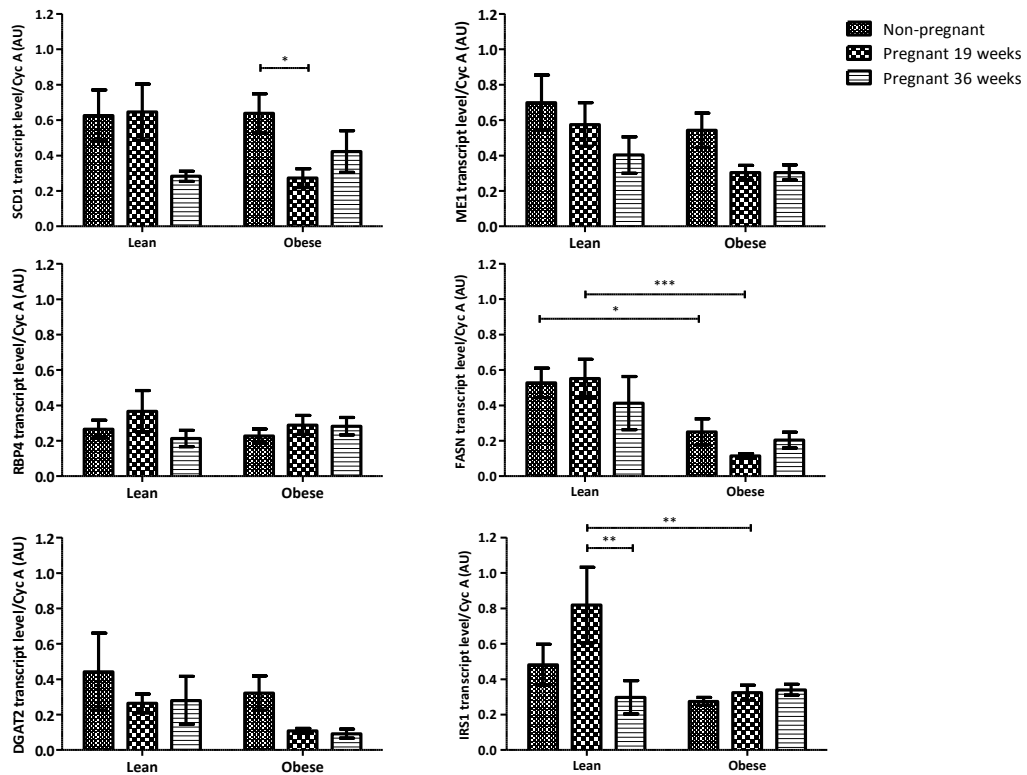 SCD1 transcript level/Cyc A (AU)
1.2
1.0
0.8
0.6
0.4
0.2
0.0
*
Lean
Obese
ME1 transcript level/Cyc A (AU)
1.2
1.0
0.8
0.6
0.4
0.2
0.0
Lean
Obese
Non-pregnant
Pregnant 19 weeks
Pregnant 36 weeks
RBP4 transcript level/Cyc A (AU)
1.2
1.0
0.8
0.6
0.4
0.2
0.0
Lean
Obese
FASN transcript level/Cyc A (AU)
1.2
1.0
0.8
0.6
0.4
0.2
0.0
***
*
Lean
Obese
DGAT2 transcript level/Cyc A (AU)
1.2
1.0
0.8
0.6
0.4
0.2
0.0
Lean
Obese
IRS1 transcript level/Cyc A (AU)
1.2
1.0
0.8
0.6
0.4
0.2
0.0
**
**
Lean
Obese